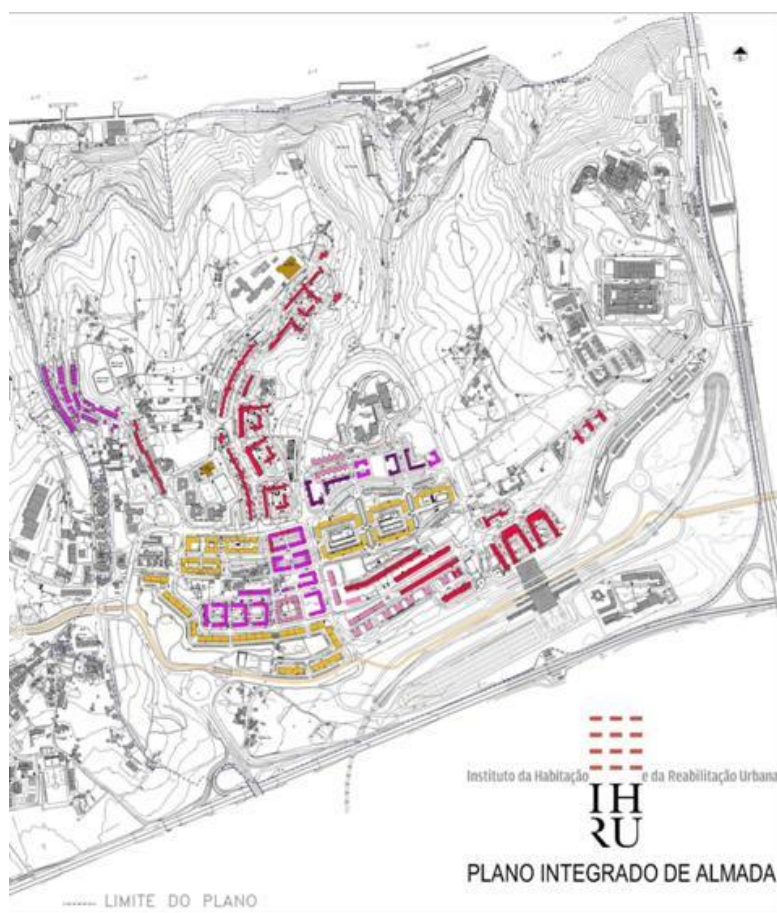 Instituto da Habitação e da Reabilitação Urbana
IH
RU
PLANO INTEGRADO DE ALMADA
LIMITE DO PLANO